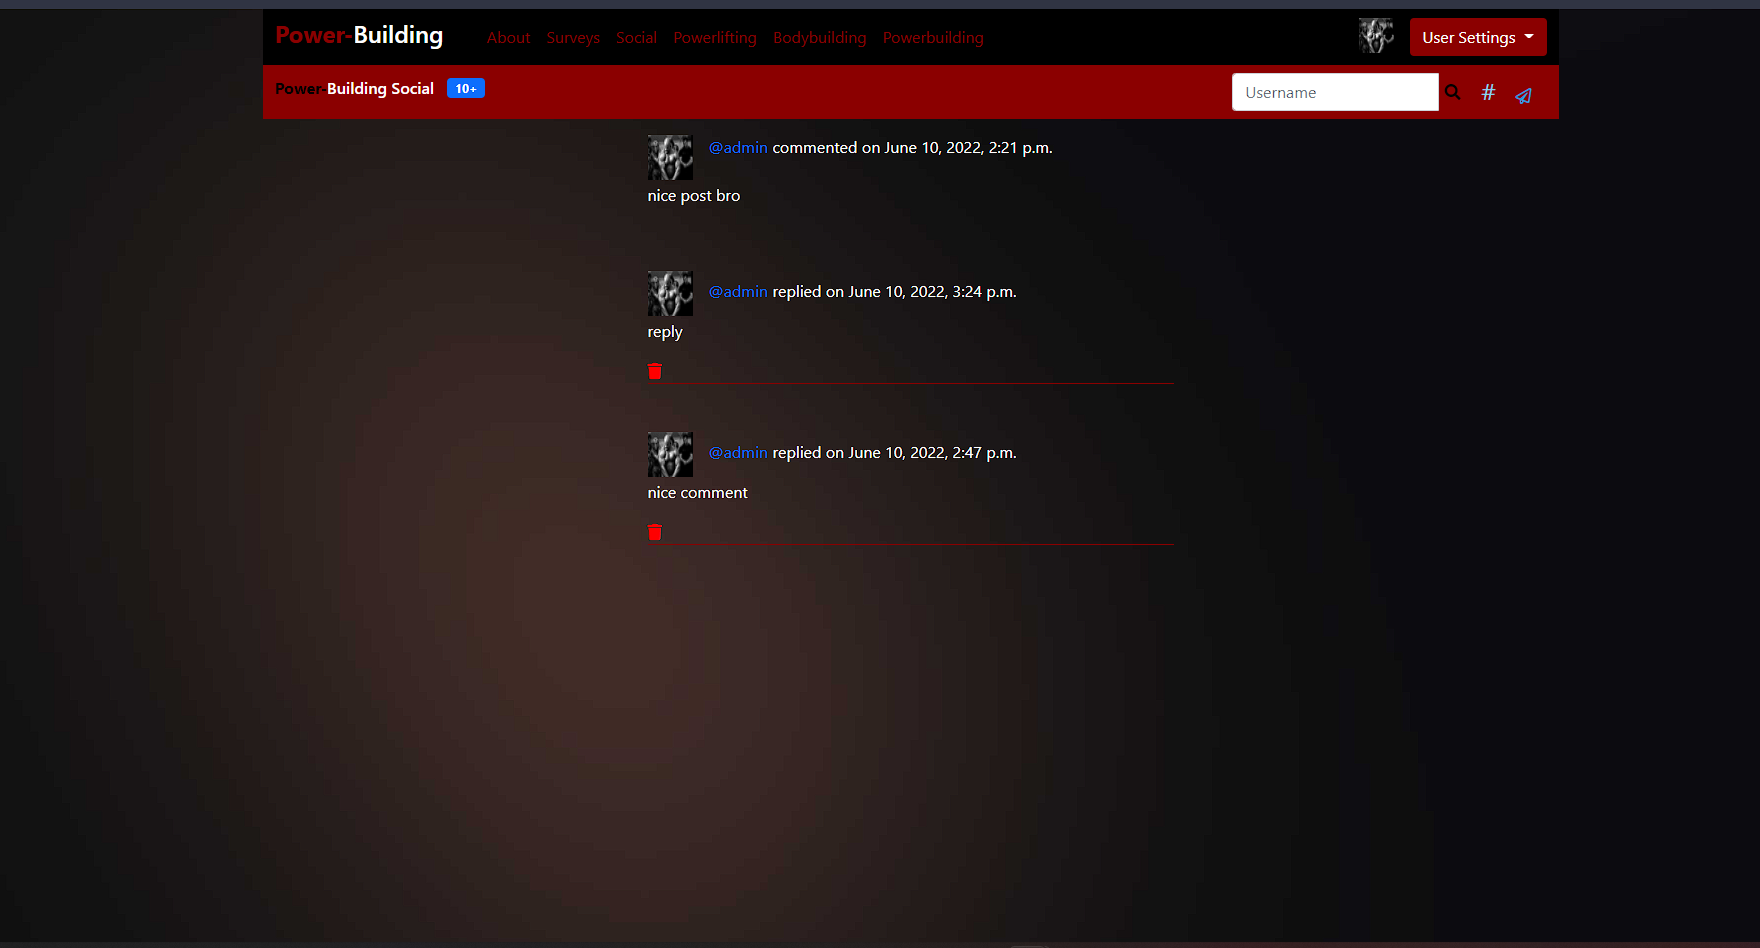 Power-Building About Surveys Social Powerlifting Bodybuilding Powerbuilding User Settings
Power-Building Social 10+ Username #
@admin commented on June 10, 2022, 2:21 p.m.
nice post bro
@admin replied on June 10, 2022, 3:24 p.m.
reply
@admin replied on June 10, 2022, 2:47 p.m.
nice comment